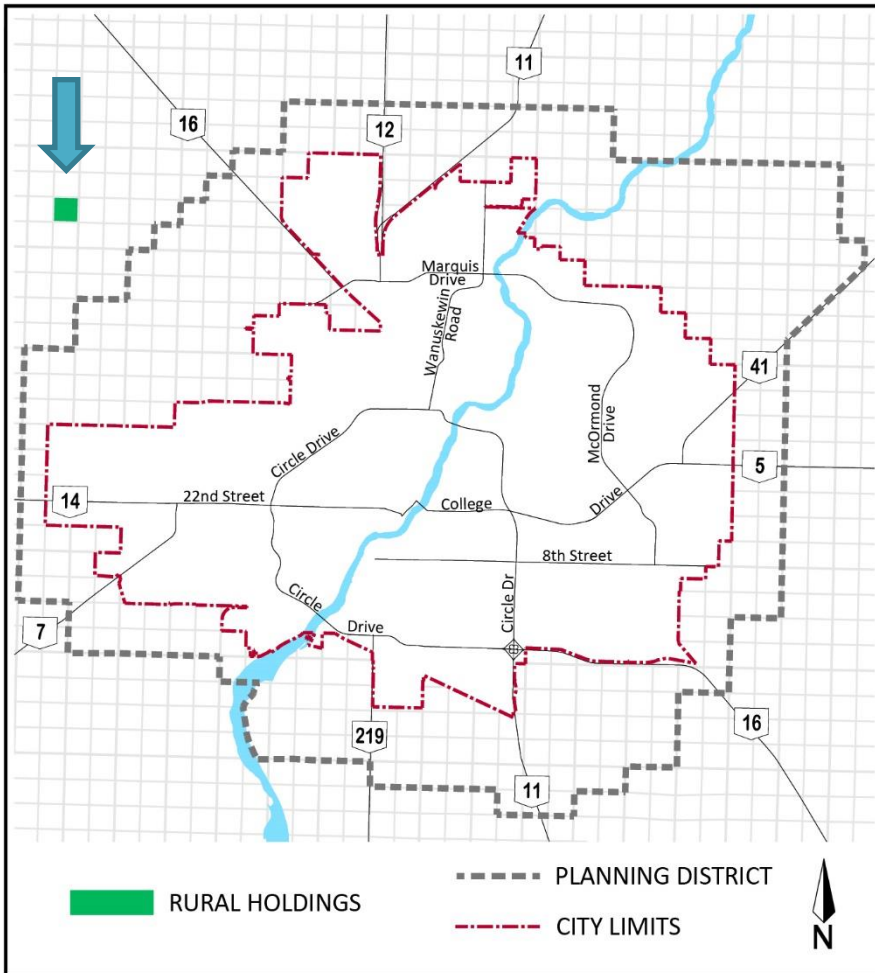 11
16
12
Marquis
Drive
Wanuskewin
Road
41
McOrmond
Drive
Circle Drive
5
14
22nd Street
College
Drive
8th Street
Circle
Drive
Circle Dr
7
219
16
11
RURAL HOLDINGS
PLANNING DISTRICT
CITY LIMITS
N